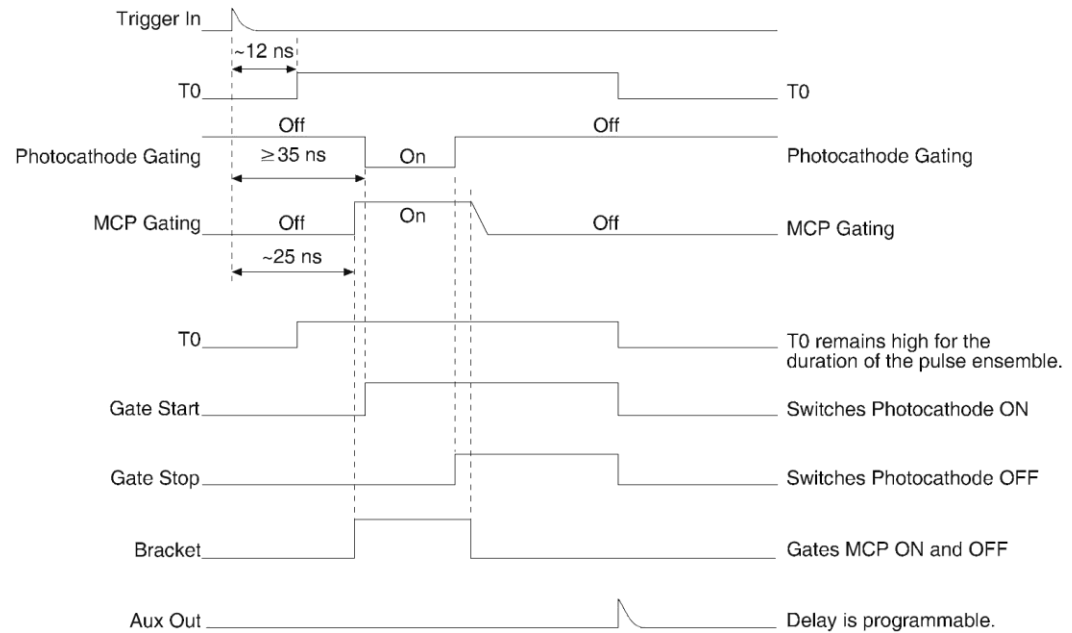 Trigger In
~12 ns
T0
T0
Off
Off
Photocathode Gating
≥35 ns
On
Photocathode Gating
MCP Gating
Off
On
Off
MCP Gating
~25 ns
T0
T0 remains high for the
duration of the pulse ensemble.
Gate Start
Switches Photocathode ON
Gate Stop
Switches Photocathode OFF
Bracket
Gates MCP ON and OFF
Aux Out
Delay is programmable.